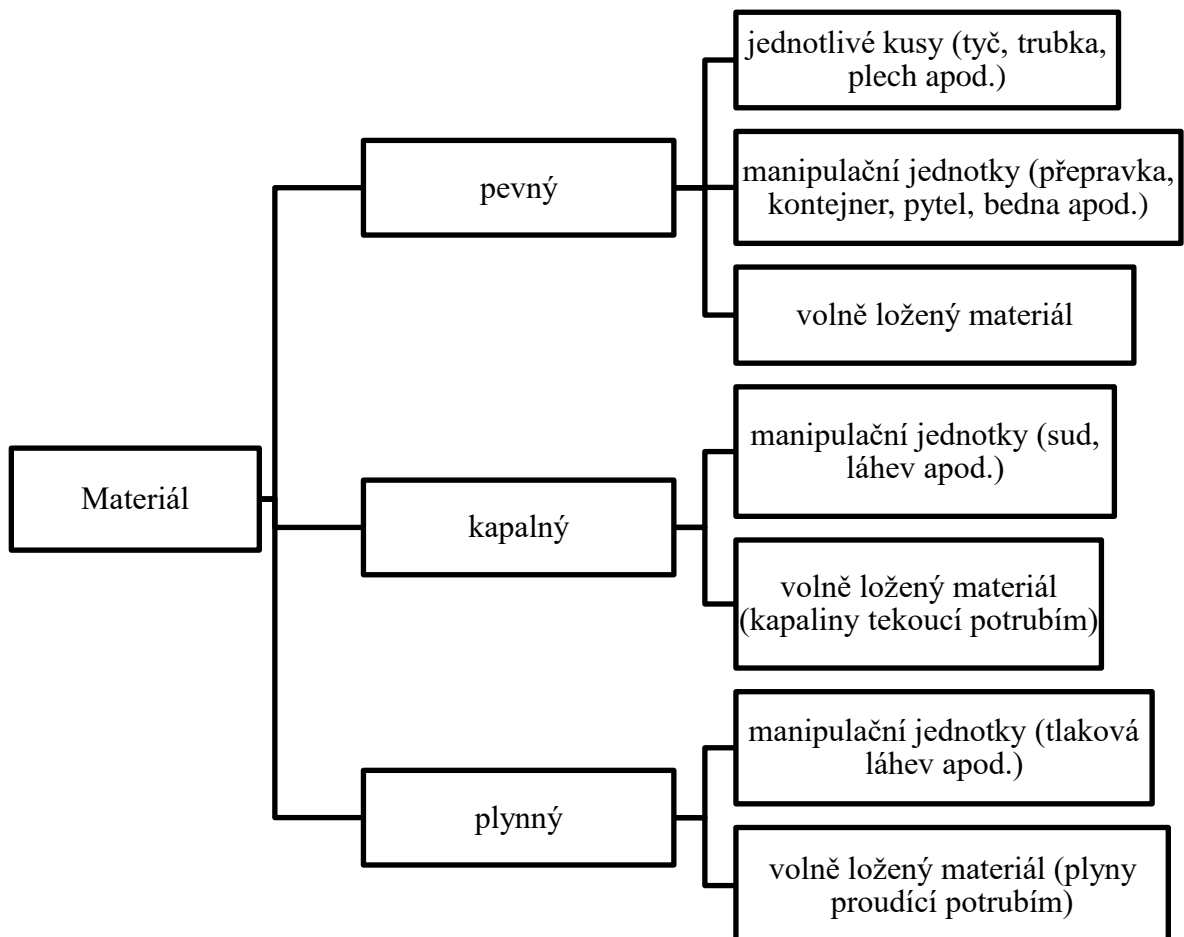 Materiál
pevný
jednotlivé kusy (tyč, trubka,
plech apod.)
manipulační jednotky (přepravka,
kontejner, pytel, bedna apod.)
volně ložený materiál
kapalný
manipulační jednotky (sud,
láhev apod.)
volně ložený materiál
(kapaliny tekoucí potrubím)
plynný
manipulační jednotky (tlaková
láhev apod.)
volně ložený materiál (plyny
proudící potrubím)